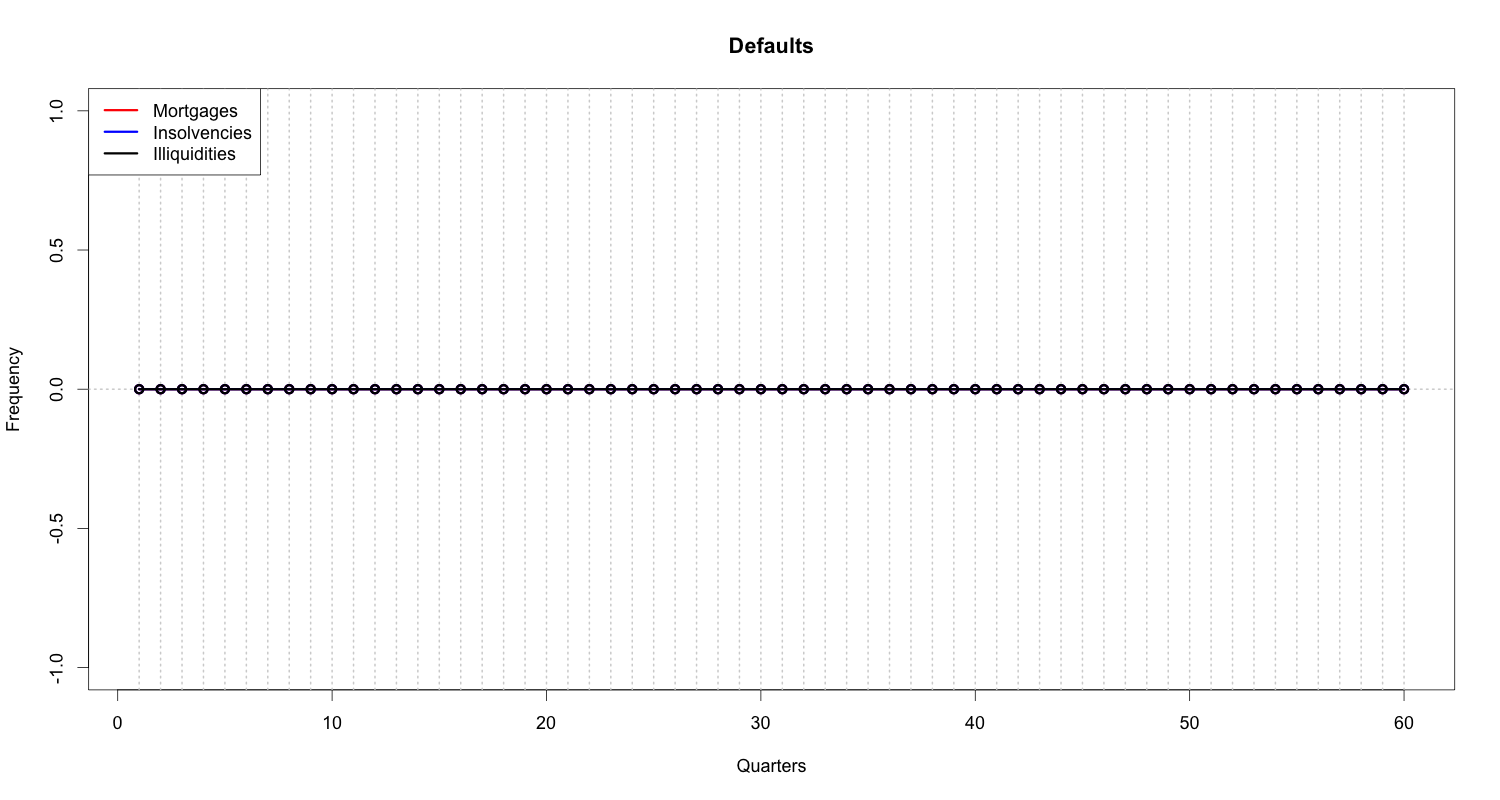 Defaults
Mortgages
Insolvencies
Illiquidities
Frequency
1.0
0.5
0.0
-0.5
-1.0
0 10 20 30 40 50 60
Quarters